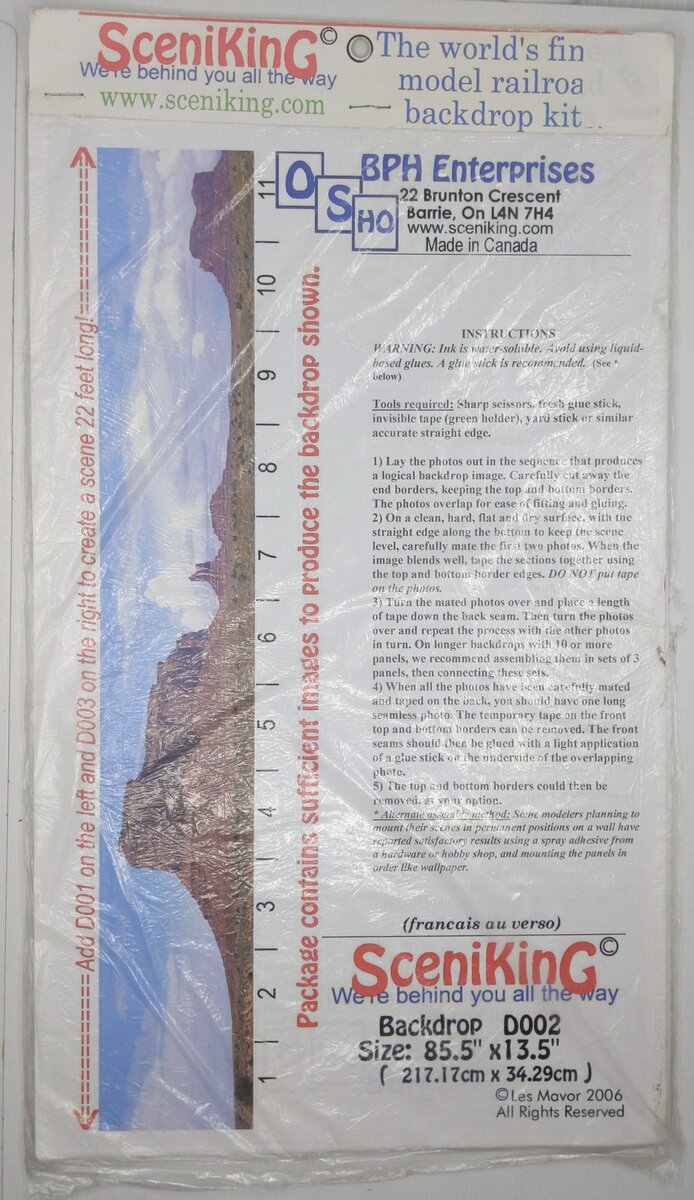 SceniKinG©
We're behind you all the way
www.sceniking.com
The world's finest
model railroad
backdrop kits.
O S HO
BPH Enterprises
22 Brunton Crescent
Barrie, On L4N 7H4
www.sceniking.com
Made in Canada
<====== Add D001 on the left and D003 on the right to create a scene 22 feet long!======>
1 | 2 | 3 | 4 | 5 | 6 | 7 | 8 | 9 | 10 | 11
Package contains sufficient images to produce the backdrop shown.
INSTRUCTIONS
WARNING: Ink is water-soluble. Avoid using liquid-
based glues. A glue stick is recommended. (See *
below)
Tools required: Sharp scissors, fresh glue stick,
invisible tape (green holder), yard stick or similar
accurate straight edge.
1) Lay the photos out in the sequence that produces
a logical backdrop image. Carefully cut away the
end borders, keeping the top and bottom borders.
The photos overlap for ease of fitting and gluing.
2) On a clean, hard, flat and dry surface, with the
straight edge along the bottom to keep the scene
level, carefully mate the first two photos. When the
image blends well, tape the sections together using
the top and bottom border edges. DO NOT put tape
on the photos.
3) Turn the mated photos over and place a length
of tape down the back seam. Then turn the photos
over and repeat the process with the other photos
in turn. On longer backdrops with 10 or more
panels, we recommend assembling them in sets of 3
panels, then connecting these sets.
4) When all the photos have been carefully mated
and taped on the back, you should have one long
seamless photo. The temporary tape on the front
top and bottom borders can be removed. The front
seams should then be glued with a light application
of a glue stick on the underside of the overlapping
photo.
5) The top and bottom borders could then be
removed, at your option.
* Alternate assembly method: Some modelers planning to
mount their scenes in permanent positions on a wall have
reported satisfactory results using a spray adhesive from
a hardware or hobby shop, and mounting the panels in
order like wallpaper.
(francais au verso)
SceniKinG©
We're behind you all the way
Backdrop D002
Size: 85.5" x13.5"
( 217.17cm x 34.29cm )
©Les Mavor 2006
All Rights Reserved